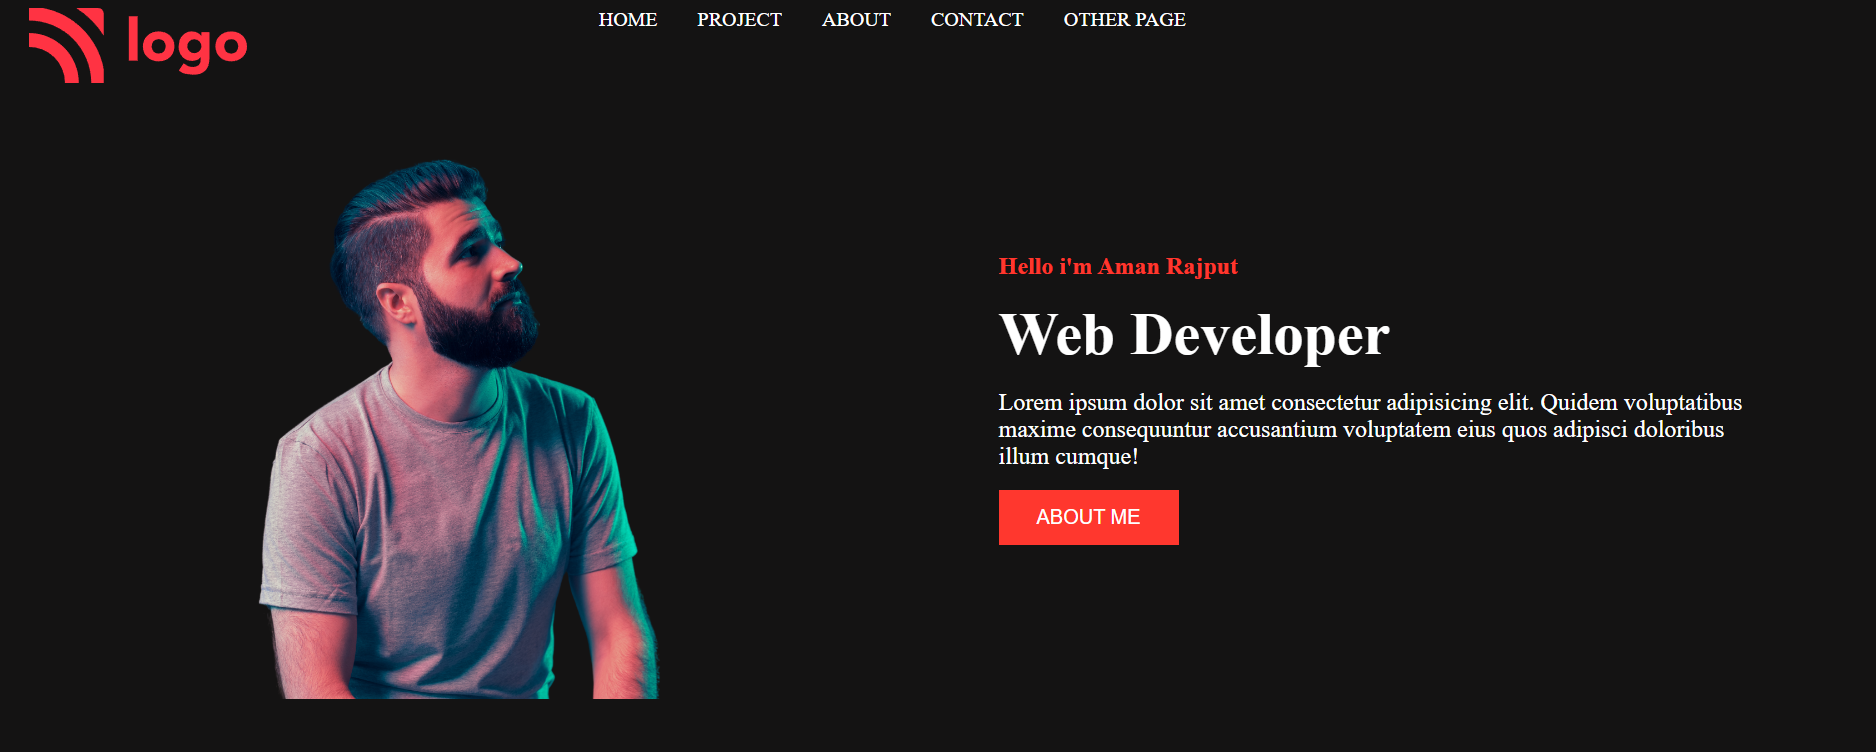 logo
HOME PROJECT ABOUT CONTACT OTHER PAGE
Hello i'm Aman Rajput
Web Developer
Lorem ipsum dolor sit amet consectetur adipisicing elit. Quidem voluptatibus
maxime consequuntur accusantium voluptatem eius quos adipisci doloribus
illum cumque!
ABOUT ME